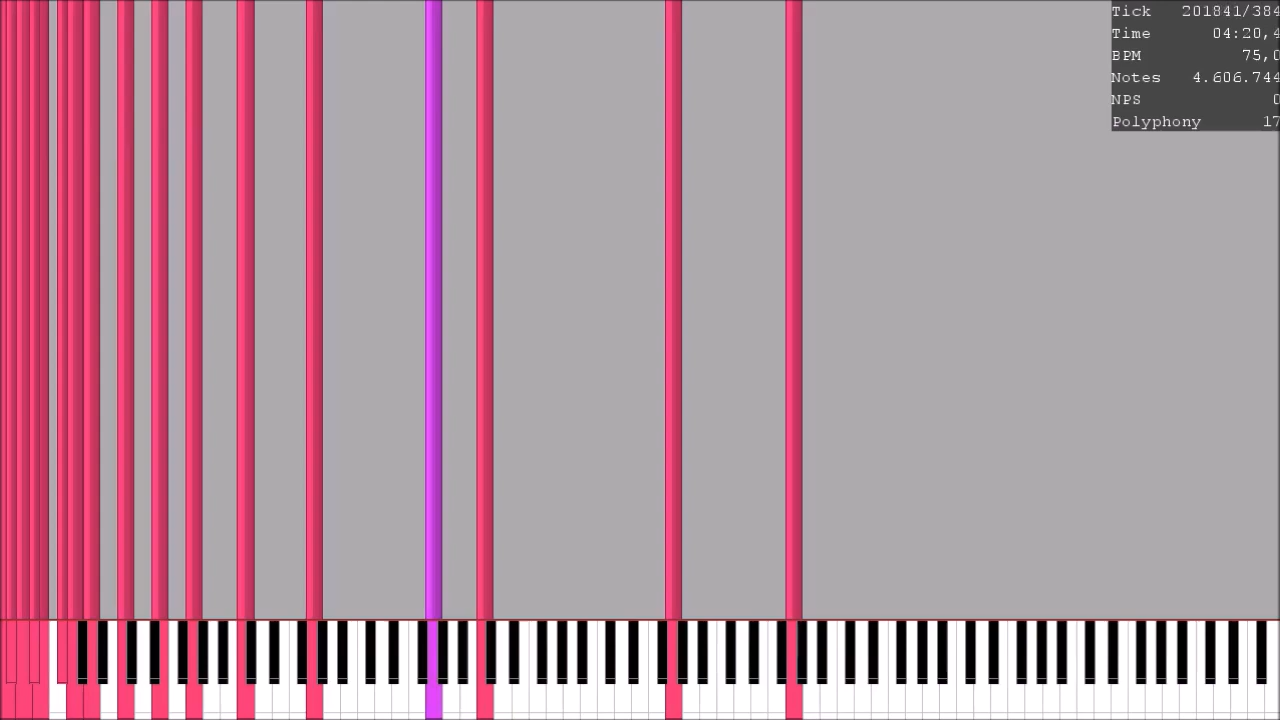 Tick 201841/384
Time 04:20,4
BPM 75,0
Notes 4.606.744
NPS 0
Polyphony 17